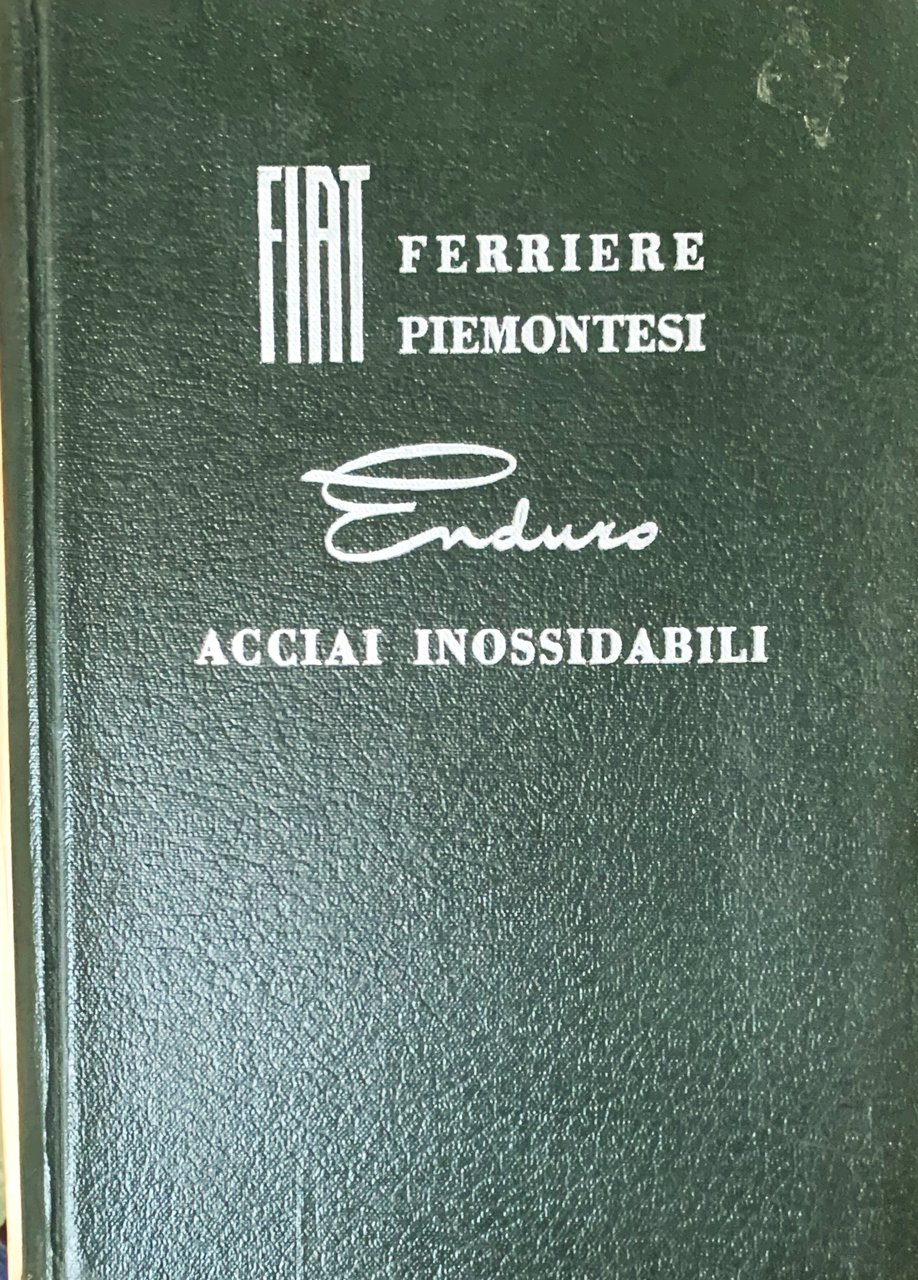 FIAT
FERRIERE
PIEMONTESI
Enduro
ACCIAI INOSSIDABILI